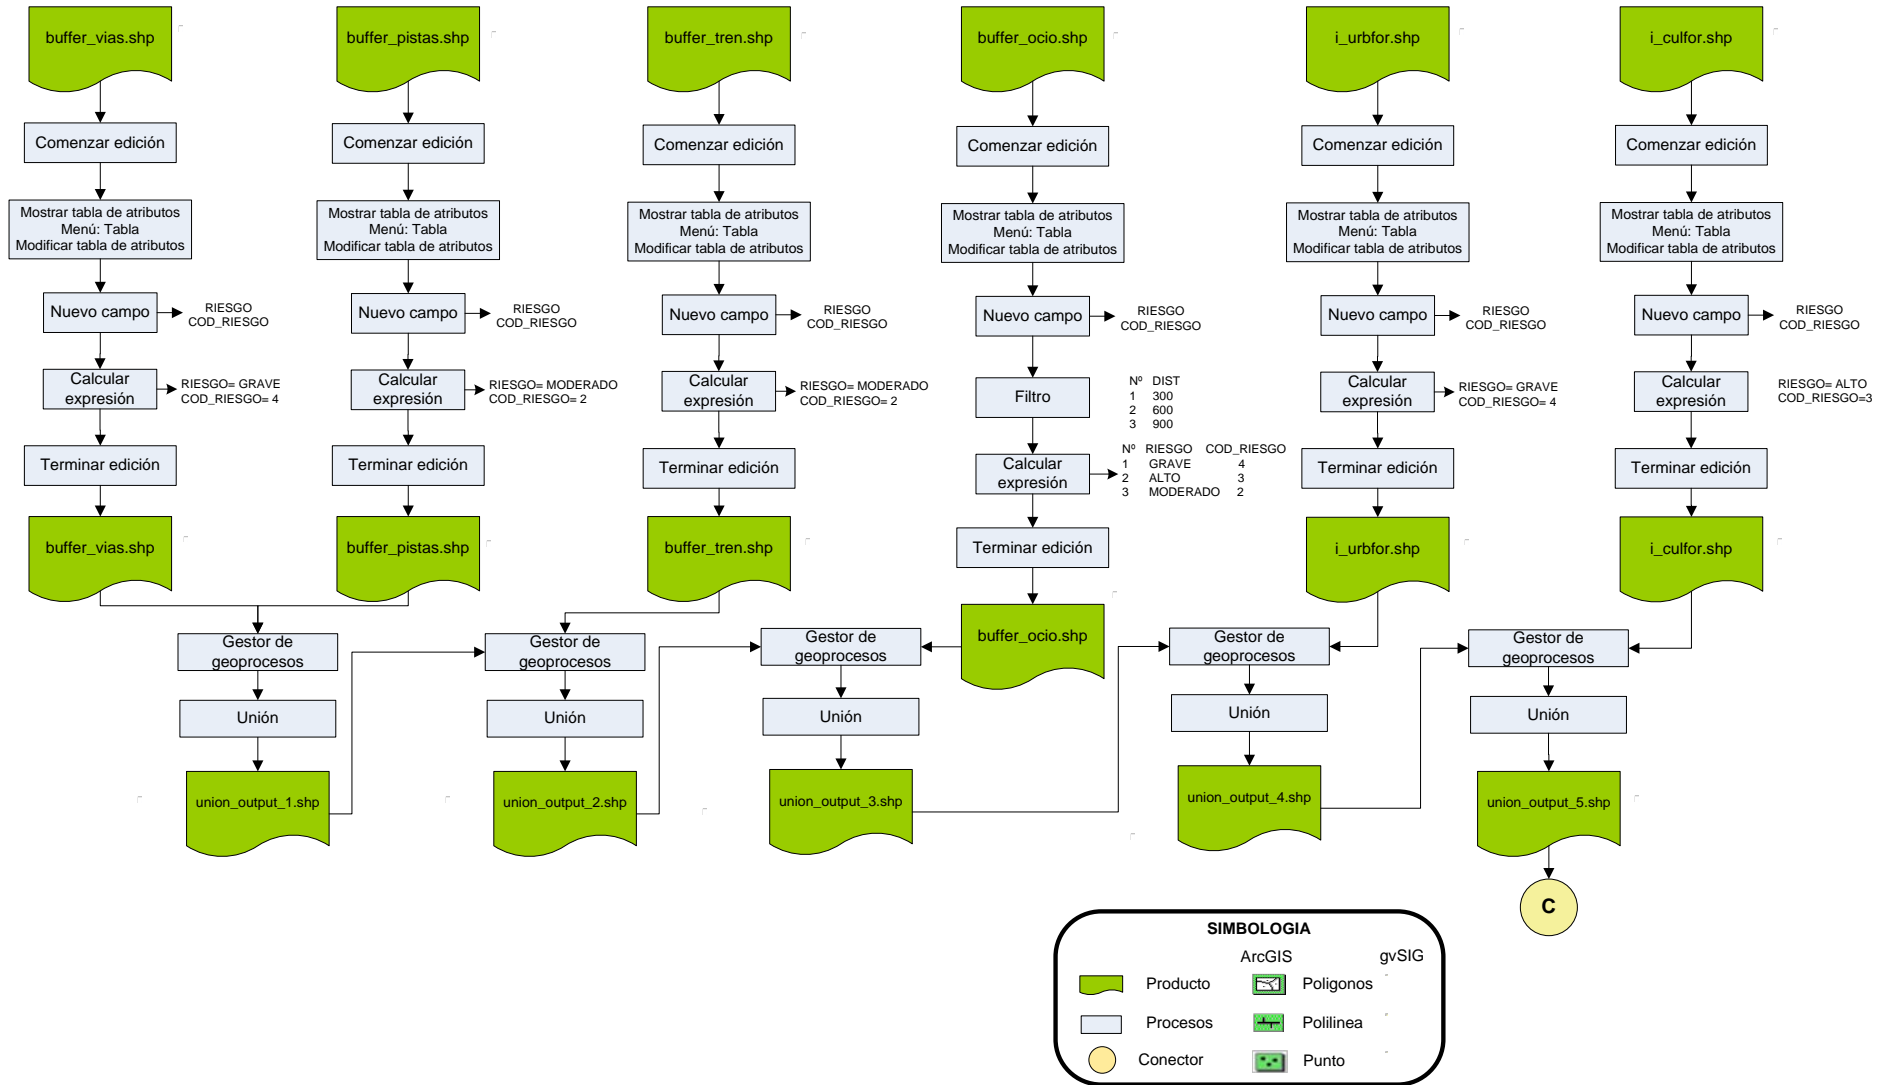 buffer_vias.shp
buffer_pistas.shp
buffer_tren.shp
buffer_ocio.shp
i_urbfor.shp
i_culfor.shp
Comenzar edición
Comenzar edición
Comenzar edición
Comenzar edición
Comenzar edición
Comenzar edición
Mostrar tabla de atributos
Menú: Tabla
Modificar tabla de atributos
Mostrar tabla de atributos
Menú: Tabla
Modificar tabla de atributos
Mostrar tabla de atributos
Menú: Tabla
Modificar tabla de atributos
Mostrar tabla de atributos
Menú: Tabla
Modificar tabla de atributos
Mostrar tabla de atributos
Menú: Tabla
Modificar tabla de atributos
Mostrar tabla de atributos
Menú: Tabla
Modificar tabla de atributos
Nuevo campo
RIESGO
COD_RIESGO
Nuevo campo
RIESGO
COD_RIESGO
Nuevo campo
RIESGO
COD_RIESGO
Nuevo campo
RIESGO
COD_RIESGO
Nuevo campo
RIESGO
COD_RIESGO
Nuevo campo
RIESGO
COD_RIESGO
Calcular
expresión
RIESGO= GRAVE
COD_RIESGO= 4
Calcular
expresión
RIESGO= MODERADO
COD_RIESGO= 2
Calcular
expresión
RIESGO= MODERADO
COD_RIESGO= 2
Filtro
Nº DIST
1 300
2 600
3 900
Calcular
expresión
RIESGO= GRAVE
COD_RIESGO= 4
Calcular
expresión
RIESGO= ALTO
COD_RIESGO=3
Terminar edición
Terminar edición
Terminar edición
Calcular
expresión
Nº RIESGO COD_RIESGO
1 GRAVE 4
2 ALTO 3
3 MODERADO 2
Terminar edición
Terminar edición
buffer_vias.shp
buffer_pistas.shp
buffer_tren.shp
Terminar edición
i_urbfor.shp
i_culfor.shp
Gestor de
geoprocesos
Gestor de
geoprocesos
Gestor de
geoprocesos
buffer_ocio.shp
Gestor de
geoprocesos
Gestor de
geoprocesos
Unión
Unión
Unión
Unión
Unión
union_output_1.shp
union_output_2.shp
union_output_3.shp
union_output_4.shp
union_output_5.shp
C
SIMBOLOGIA
ArcGIS gvSIG
Producto Poligonos
Procesos Polilinea
Conector Punto